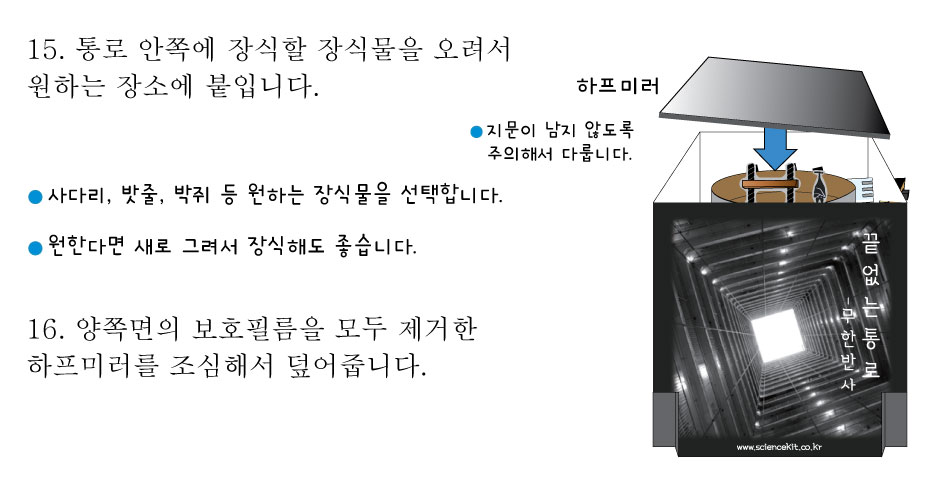 15. 통로 안쪽에 장식할 장식물을 오려서
원하는 장소에 붙입니다.
하프미러
지문이 남지 않도록
주의해서 다룹니다.
사다리, 밧줄, 박쥐 등 원하는 장식물을 선택합니다.
원한다면 새로 그려서 장식해도 좋습니다.
16. 양쪽면의 보호필름을 모두 제거한
하프미러를 조심해서 덮어줍니다.
끝없는통로
-무한반사
www.sciencekit.co.kr